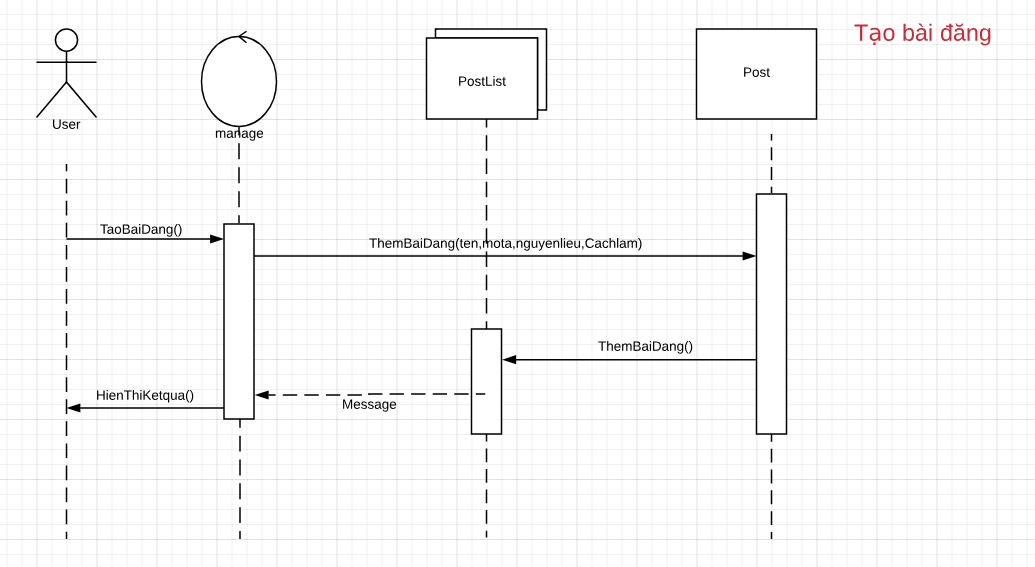 Tạo bài đăng
User
manage
PostList
Post
TaoBaiDang()
ThemBaiDang(ten,mota,nguyenlieu,Cachlam)
ThemBaiDang()
HienThiKetqua()
Message